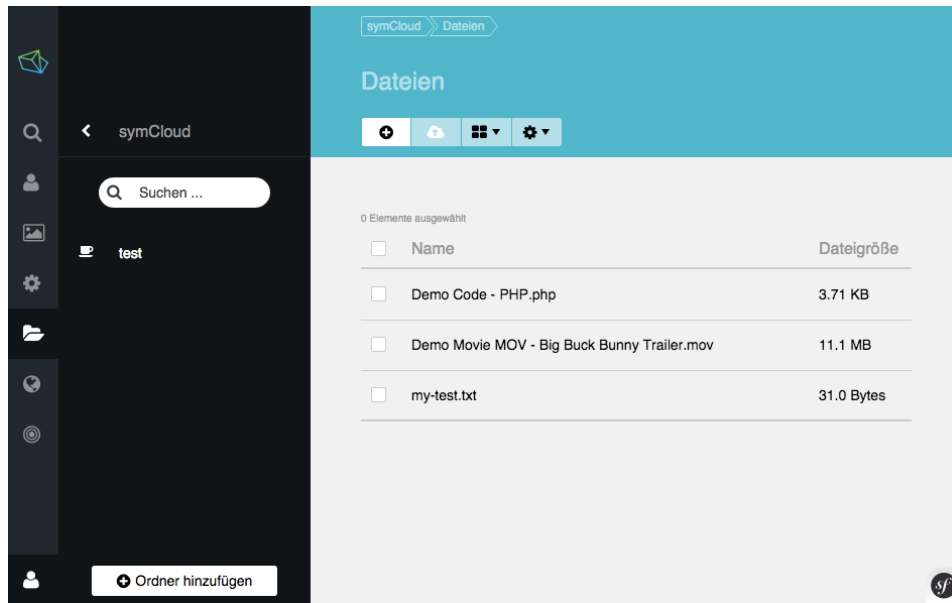 symCloud Dateien
Dateien
symCloud
Suchen ...
test
Ordner hinzufügen
0 Elemente ausgewählt
Name Dateigröße
Demo Code - PHP.php 3.71 KB
Demo Movie MOV - Big Buck Bunny Trailer.mov 11.1 MB
my-test.txt 31.0 Bytes
sf